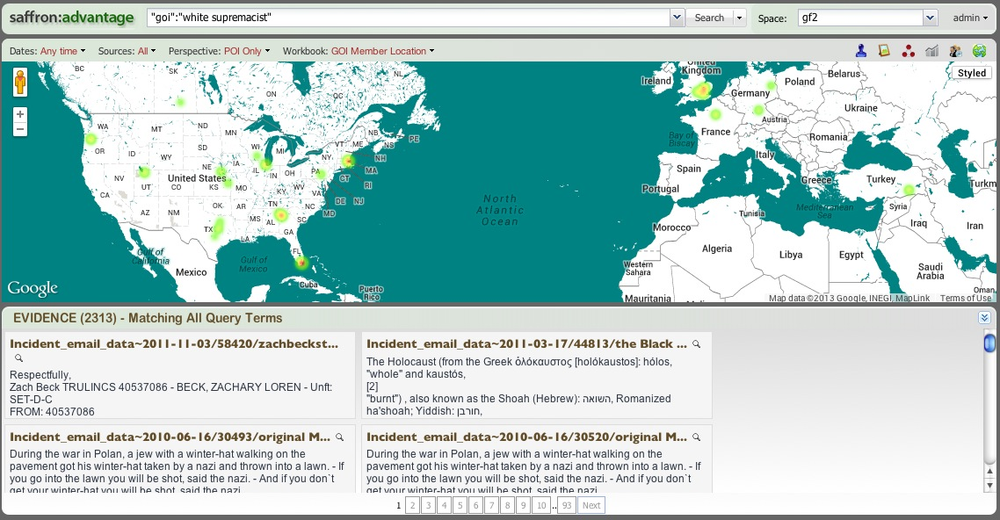 saffron:advantage "goi":"white supremacist" Search Space: gf2 admin
Dates: Any time Sources: All Perspective: POI Only Workbook: GOI Member Location
Styled
BC SK ON QC NL
WA MT ND MN NB PE
OR ID SD WI MI VT ME NS
WY NE IA NY NH
NV UT United States IL IN OH PA CT MA RI
CA CO KS MO KY WV VA DE NJ
AZ NM OK AR TN NC MD
TX MS AL GA SC
LA FL
Gulf of California
Mexico
Gulf of Mexico
Cuba
Puerto Rico
North Atlantic Ocean
United Kingdom
Ireland
Belarus
Poland
Germany
Ukraine
Austria
France
Bay of Biscay
Romania
Italy
Spain
Portugal
Greece
Turkey
Turkm
Mediterranean Sea
Syria
Tunisia
Iraq
Iran
Morocco
Algeria
Libya
Egypt
Western Sahara
Saudi Arabia
Oman
Mauritania
Google
Map data ©2013 Google, INEGI, MapLink Terms of Use
EVIDENCE (2313) - Matching All Query Terms
Incident_email_data~2011-11-03/58420/zachbeckst...
Respectfully,
Zach Beck TRULINCS 40537086 - BECK, ZACHARY LOREN - Unft:
SET-D-C
FROM: 40537086
Incident_email_data~2011-03-17/44813/the Black ...
The Holocaust (from the Greek ὁλόκαυστος [holókaustos]: hólos,
"whole" and kaustós,
[2]
"burnt") , also known as the Shoah (Hebrew): השואה, Romanized
ha'shoah; Yiddish: חורבן,
Incident_email_data~2010-06-16/30493/original M...
During the war in Polan, a jew with a winter-hat walking on the
pavement got his winter-hat taken by a nazi and thrown into a lawn. - If
you go into the lawn you will be shot, said the nazi. - And if you don`t
get your winter-hat, you will be shot, said the nazi.
Incident_email_data~2010-06-16/30520/original M...
During the war in Polan, a jew with a winter-hat walking on the
pavement got his winter-hat taken by a nazi and thrown into a lawn. - If
you go into the lawn you will be shot, said the nazi. - And if you don`t
get your winter-hat, you will be shot, said the nazi.
1 2 3 4 5 6 7 8 9 10 .. 93 Next